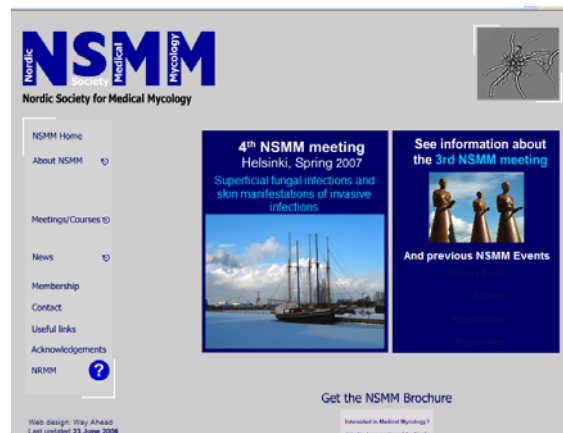 Nordic
NSMM
Society
Medical
Mycology
Nordic Society for Medical Mycology
NSMM Home
About NSMM
Meetings/Courses
News
Membership
Contact
Useful links
Acknowledgements
NRMM
?
4th NSMM meeting
Helsinki, Spring 2007
Superficial fungal infections and
skin manifestations of invasive
infections
See information about
the 3rd NSMM meeting
And previous NSMM Events
Get the NSMM Brochure
Interested in Medical Mycology?
Web design: Way Ahead
Last updated 21 June 2006